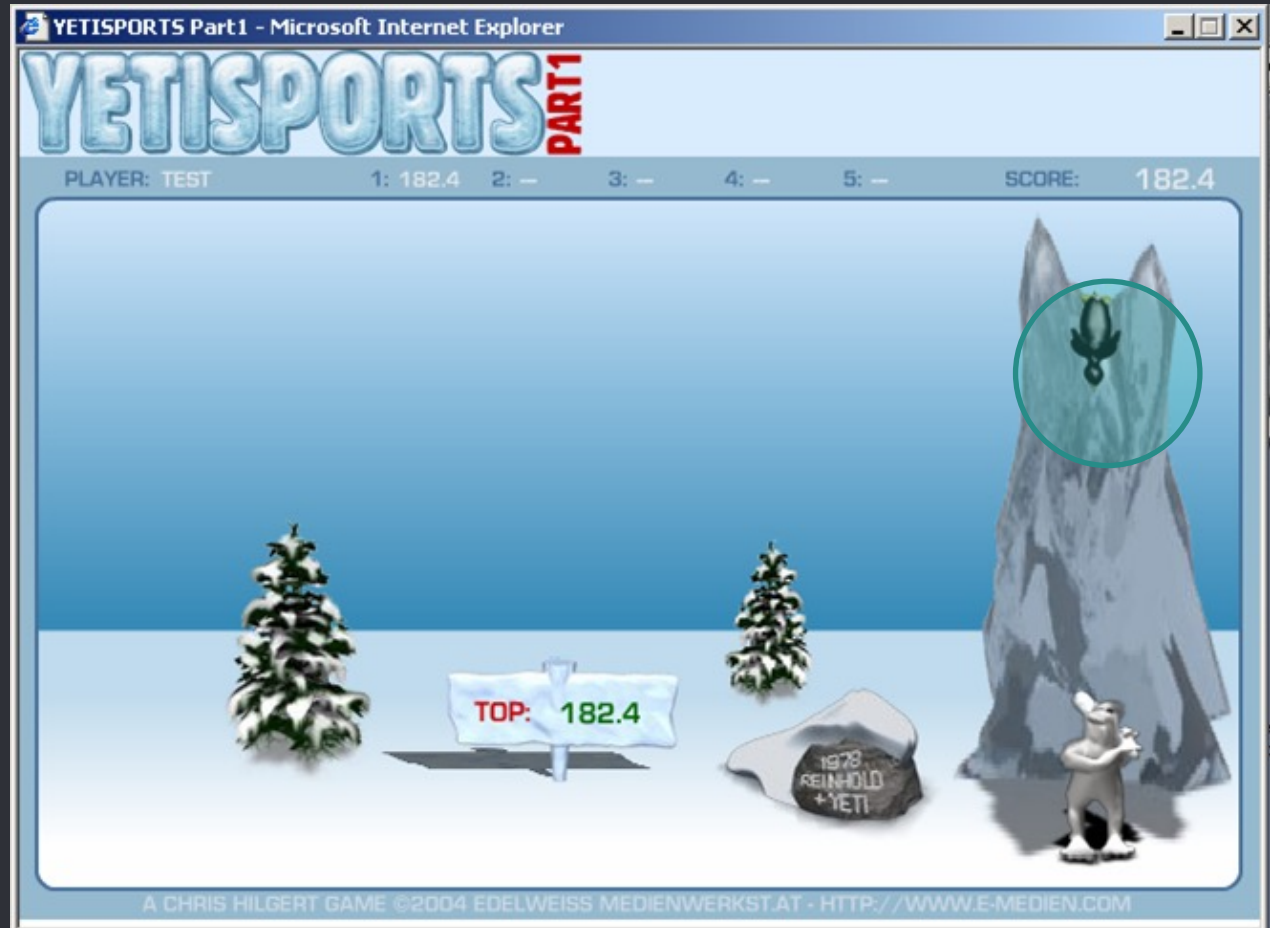 YETISPORTS Part1 - Microsoft Internet Explorer
YETISPORTS PART1
PLAYER: TEST 1: 182.4 2: -- 3: -- 4: -- 5: -- SCORE: 182.4
TOP: 182.4
1978
REINHOLD
+ YETI
A CHRIS HILGERT GAME ©2004 EDELWEISS MEDIENWERKST.AT - HTTP://WWW.E-MEDIEN.COM